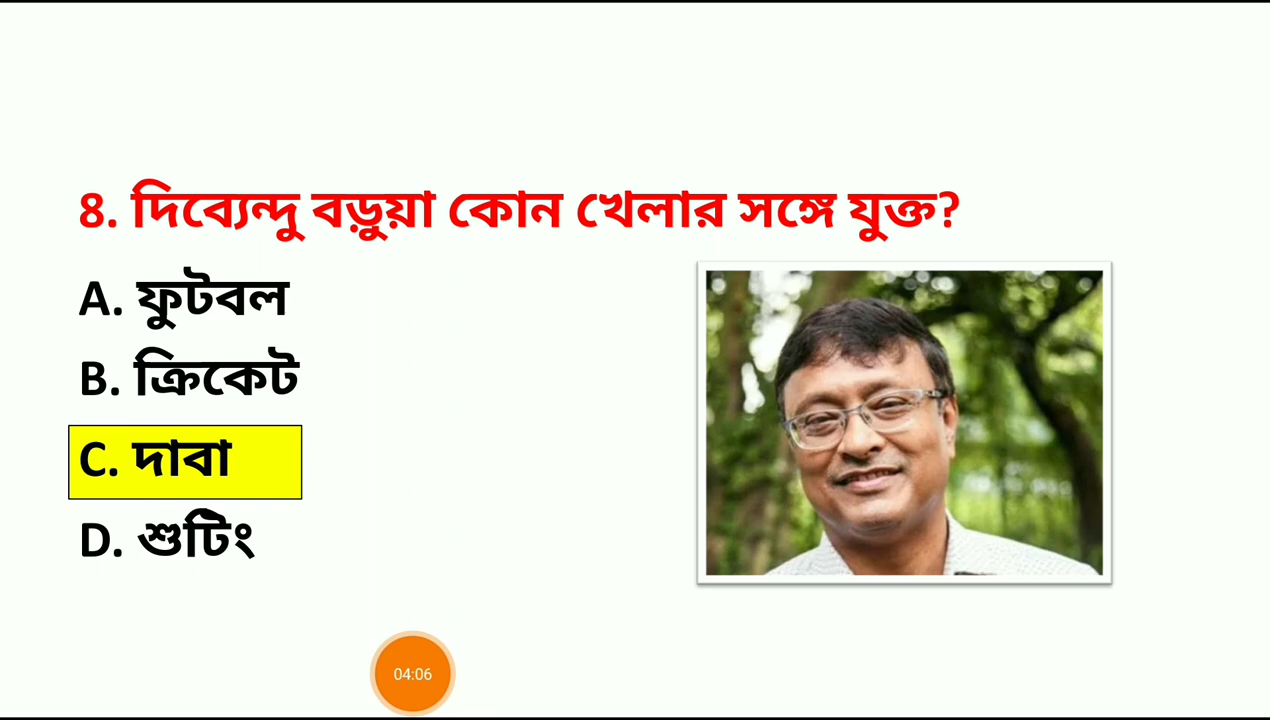 8. দিব্যেন্দু বড়ুয়া কোন খেলার সঙ্গে যুক্ত?
A. ফুটবল
B. ক্রিকেট
C. দাবা
D. শুটিং
04:06